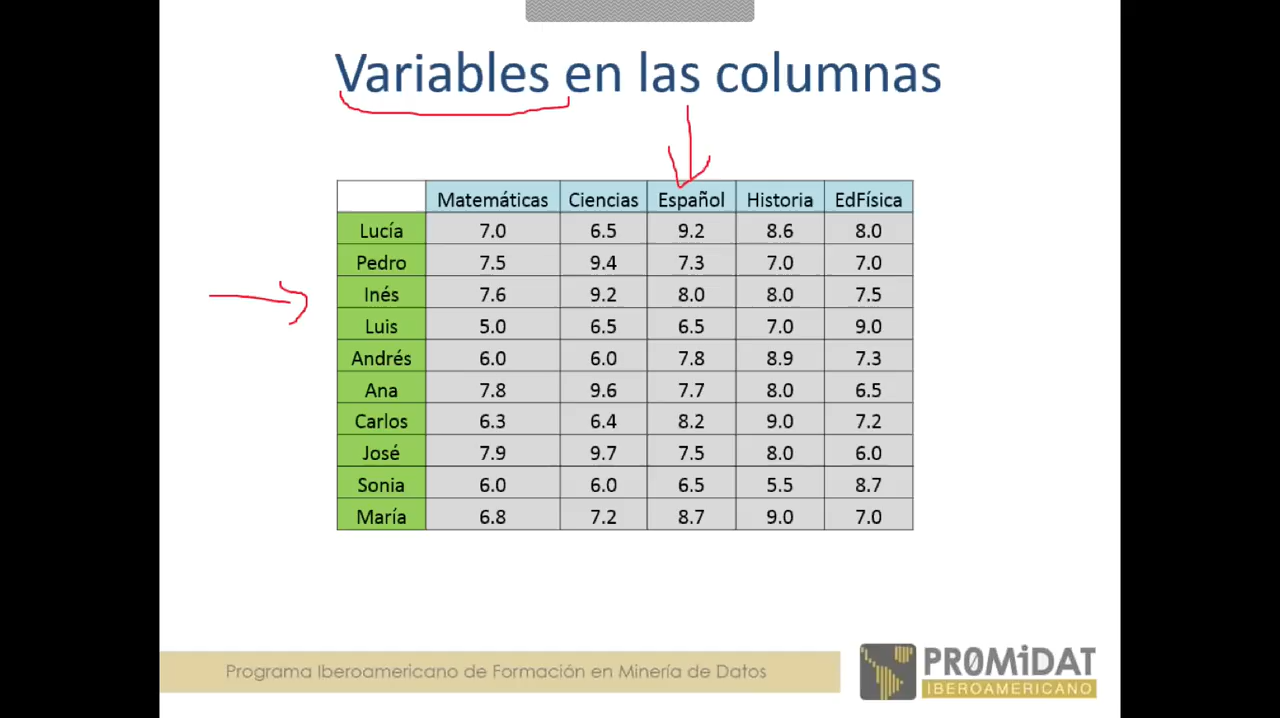 Variables en las columnas
Matemáticas Ciencias Español Historia EdFísica
Lucía 7.0 6.5 9.2 8.6 8.0
Pedro 7.5 9.4 7.3 7.0 7.0
Inés 7.6 9.2 8.0 8.0 7.5
Luis 5.0 6.5 6.5 7.0 9.0
Andrés 6.0 6.0 7.8 8.9 7.3
Ana 7.8 9.6 7.7 8.0 6.5
Carlos 6.3 6.4 8.2 9.0 7.2
José 7.9 9.7 7.5 8.0 6.0
Sonia 6.0 6.0 6.5 5.5 8.7
María 6.8 7.2 8.7 9.0 7.0
Programa Iberoamericano de Formación en Minería de Datos
PROMiDAT
IBEROAMERICANO